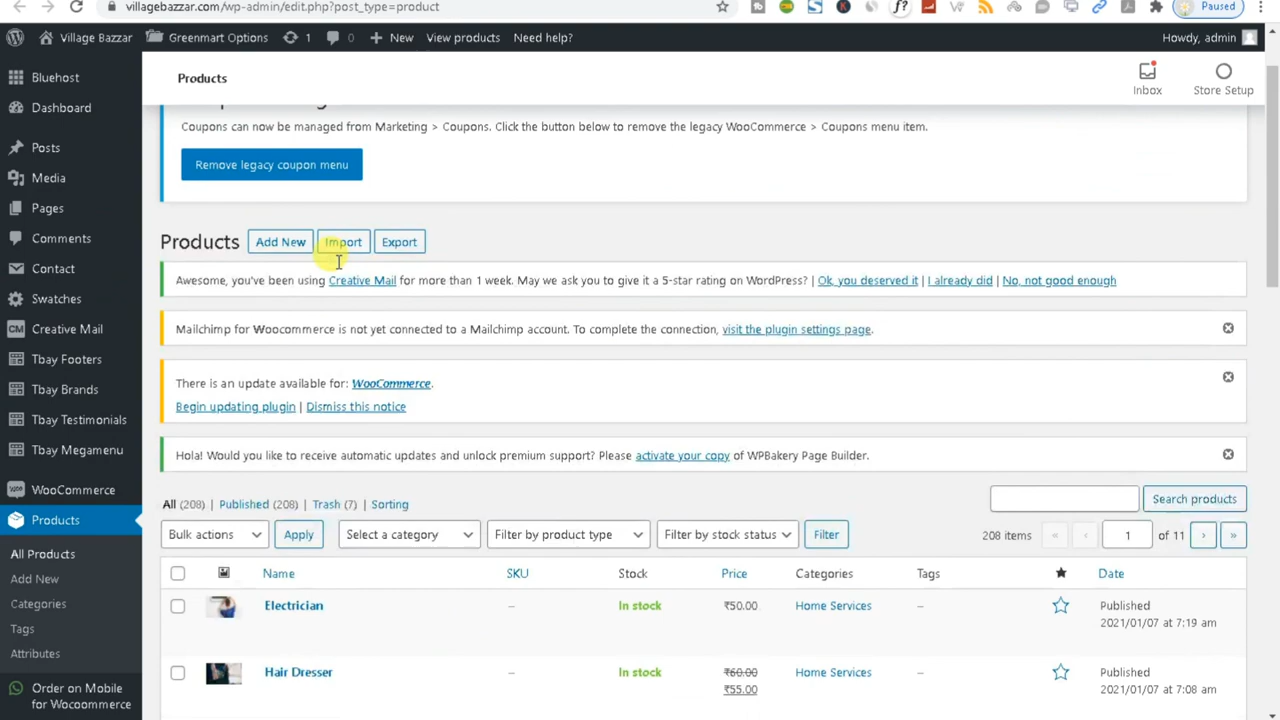 villagebazzar.com/wp-admin/edit.php?post_type=product
Paused
Village Bazzar Greenmart Options 1 0 + New View products Need help? Howdy, admin
Bluehost
Dashboard
Posts
Media
Pages
Comments
Contact
Swatches
CM Creative Mail
Tbay Footers
Tbay Brands
Tbay Testimonials
Tbay Megamenu
WooCommerce
Products
All Products
Add New
Categories
Tags
Attributes
Order on Mobile
for Wocoommerce
Products
Inbox
Store Setup
Coupons can now be managed from Marketing > Coupons. Click the button below to remove the legacy WooCommerce > Coupons menu item.
Remove legacy coupon menu
Products Add New Import Export
Awesome, you've been using Creative Mail for more than 1 week. May we ask you to give it a 5-star rating on WordPress? | Ok, you deserved it | I already did | No, not good enough
Mailchimp for Woocommerce is not yet connected to a Mailchimp account. To complete the connection, visit the plugin settings page.
There is an update available for: WooCommerce.
Begin updating plugin | Dismiss this notice
Hola! Would you like to receive automatic updates and unlock premium support? Please activate your copy of WPBakery Page Builder.
All (208) | Published (208) | Trash (7) | Sorting
Search products
Bulk actions Apply Select a category Filter by product type Filter by stock status Filter 208 items « ‹ 1 of 11 › »
Name SKU Stock Price Categories Tags Date
Electrician – In stock ₹50.00 Home Services – Published
2021/01/07 at 7:19 am
Hair Dresser – In stock ₹60.00 Home Services – Published
₹55.00 2021/01/07 at 7:08 am